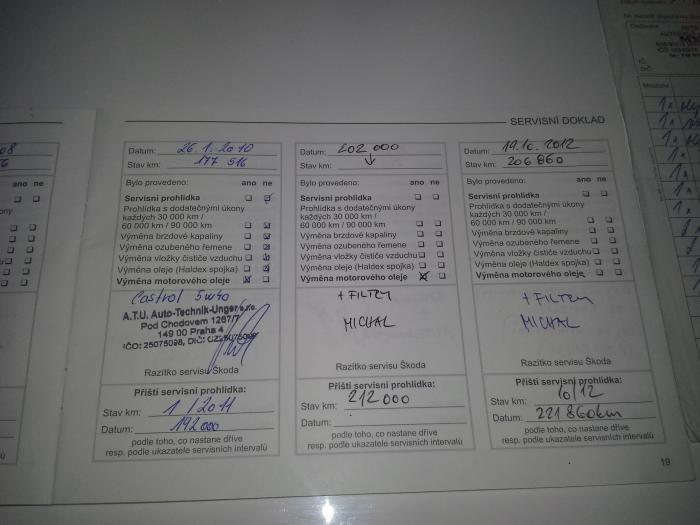 SERVISNÍ DOKLAD
Datum: 26.1.2010
Stav km: 177 516
Bylo provedeno: ano ne
Servisní prohlídka
Prohlídka s dodatečnými úkony
každých 30 000 km /
60 000 km / 90 000 km
Výměna brzdové kapaliny
Výměna ozubeného řemene
Výměna vložky čističe vzduchu
Výměna oleje (Haldex spojka)
Výměna motorového oleje
Castrol 5w40
A.T.U. Auto-Technik-Unger s.r.o.
Pod Chodovem 1267/7
149 00 Praha 4
IČO: 25075098, DIČ:
Razítko servisu Škoda
Příští servisní prohlídka:
Stav km: 1/2011
Datum: 192000
podle toho, co nastane dříve
resp. podle ukazatele servisních intervalů
Datum: 202 000
Stav km:
Bylo provedeno: ano ne
Servisní prohlídka
Prohlídka s dodatečnými úkony
každých 30 000 km /
60 000 km / 90 000 km
Výměna brzdové kapaliny
Výměna ozubeného řemene
Výměna vložky čističe vzduchu
Výměna oleje (Haldex spojka)
Výměna motorového oleje
+ FILTRY
MICHAL
Razítko servisu Škoda
Příští servisní prohlídka:
Stav km: 212000
Datum:
podle toho, co nastane dříve
resp. podle ukazatele servisních intervalů
Datum: 19.10.2012
Stav km: 206860
Bylo provedeno: ano ne
Servisní prohlídka
Prohlídka s dodatečnými úkony
každých 30 000 km /
60 000 km / 90 000 km
Výměna brzdové kapaliny
Výměna ozubeného řemene
Výměna vložky čističe vzduchu
Výměna oleje (Haldex spojka)
Výměna motorového oleje
+ FILTRY
MICHAL
Razítko servisu Škoda
Příští servisní prohlídka:
Stav km: 10/12
Datum: 221860km
podle toho, co nastane dříve
resp. podle ukazatele servisních intervalů
19
ano ne